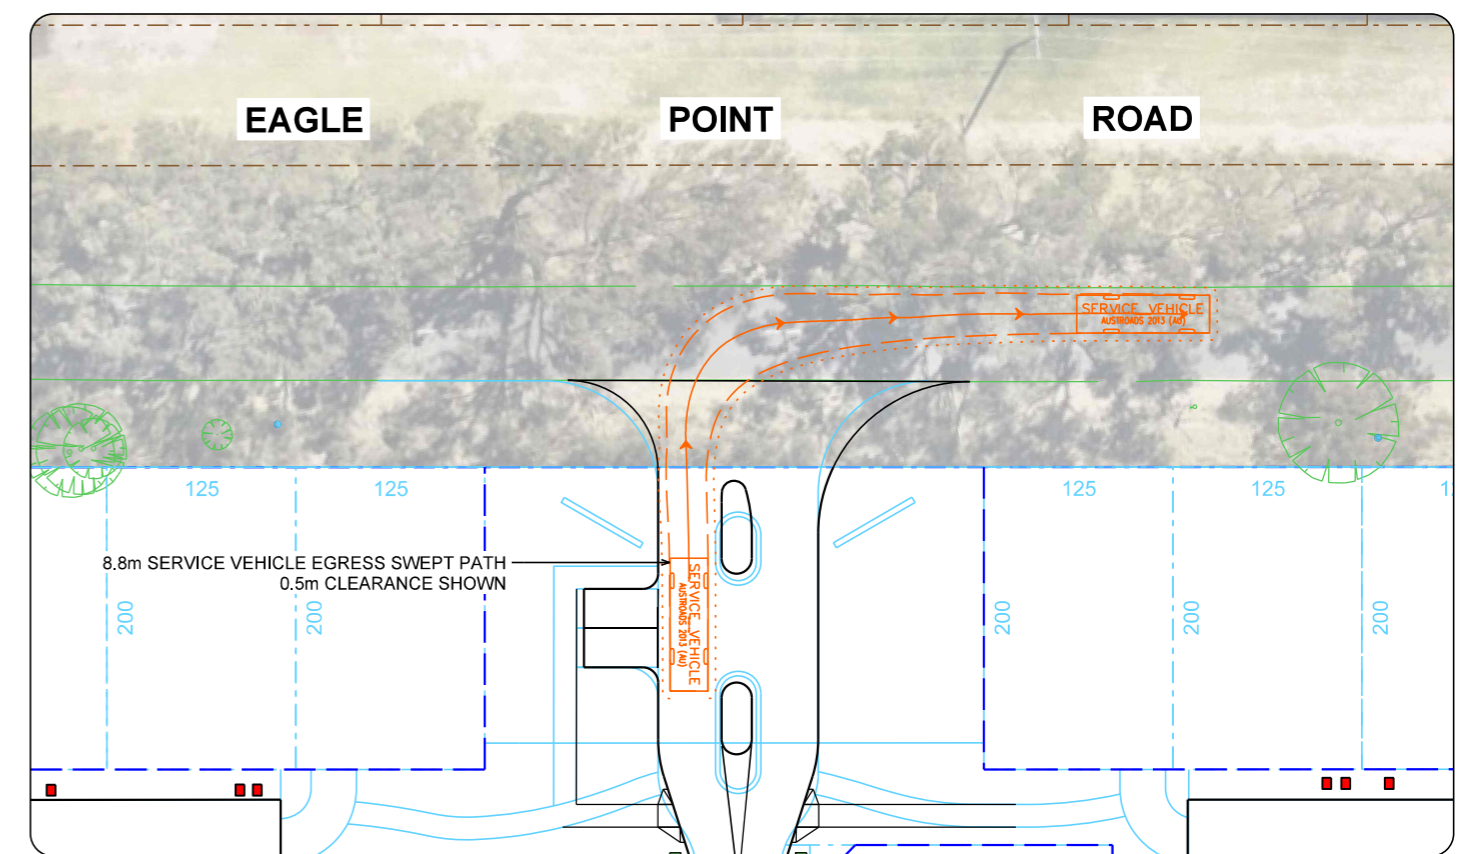 EAGLE POINT ROAD
SERVICE VEHICLE
AUSTROADS 2013 (AU)
125 125 125 125 1
8.8m SERVICE VEHICLE EGRESS SWEPT PATH
0.5m CLEARANCE SHOWN
SERVICE VEHICLE
AUSTROADS 2013 (AU)
200 200 200 200 200